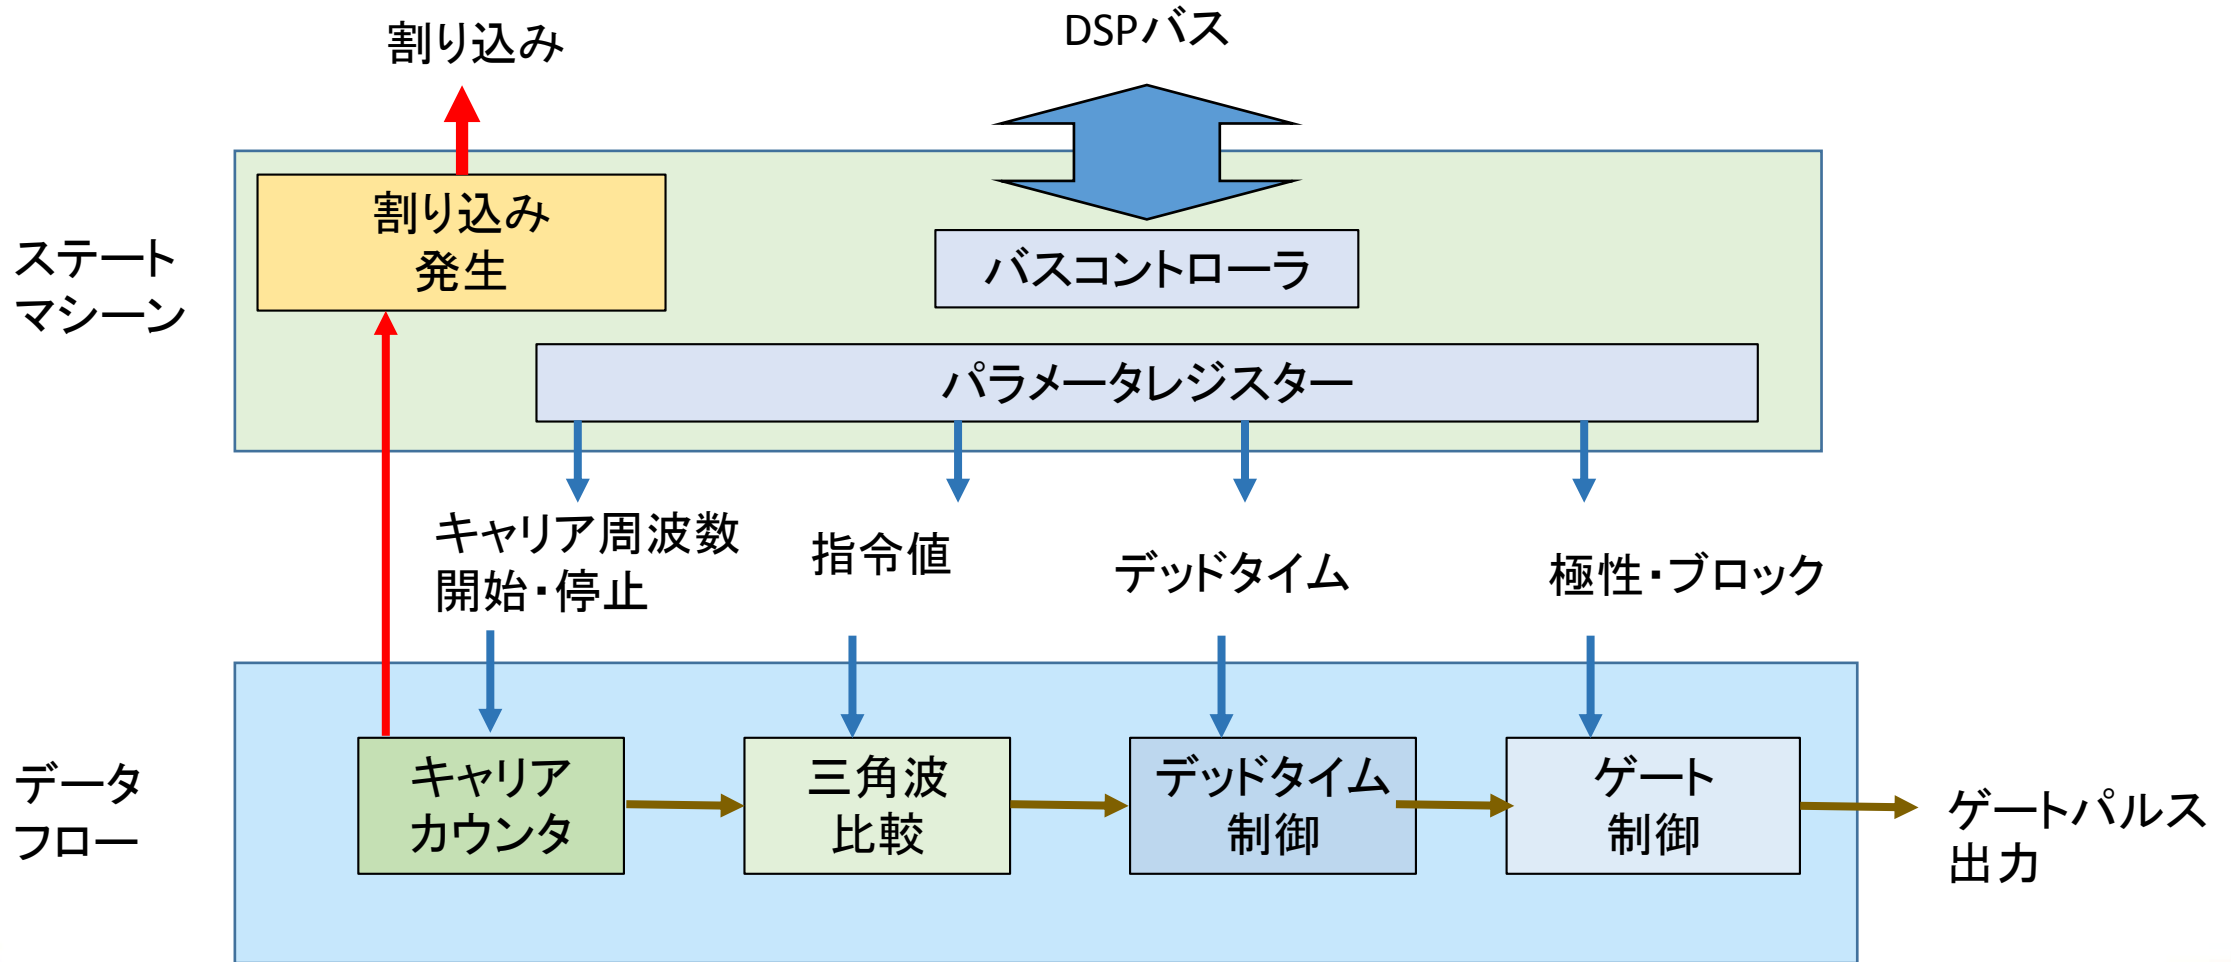 割り込み
DSPバス
割り込み
発生
ステート
マシーン
バスコントローラ
パラメータレジスター
キャリア周波数
開始・停止
指令値
デッドタイム
極性・ブロック
データ
フロー
キャリア
カウンタ
三角波
比較
デッドタイム
制御
ゲート
制御
ゲートパルス
出力